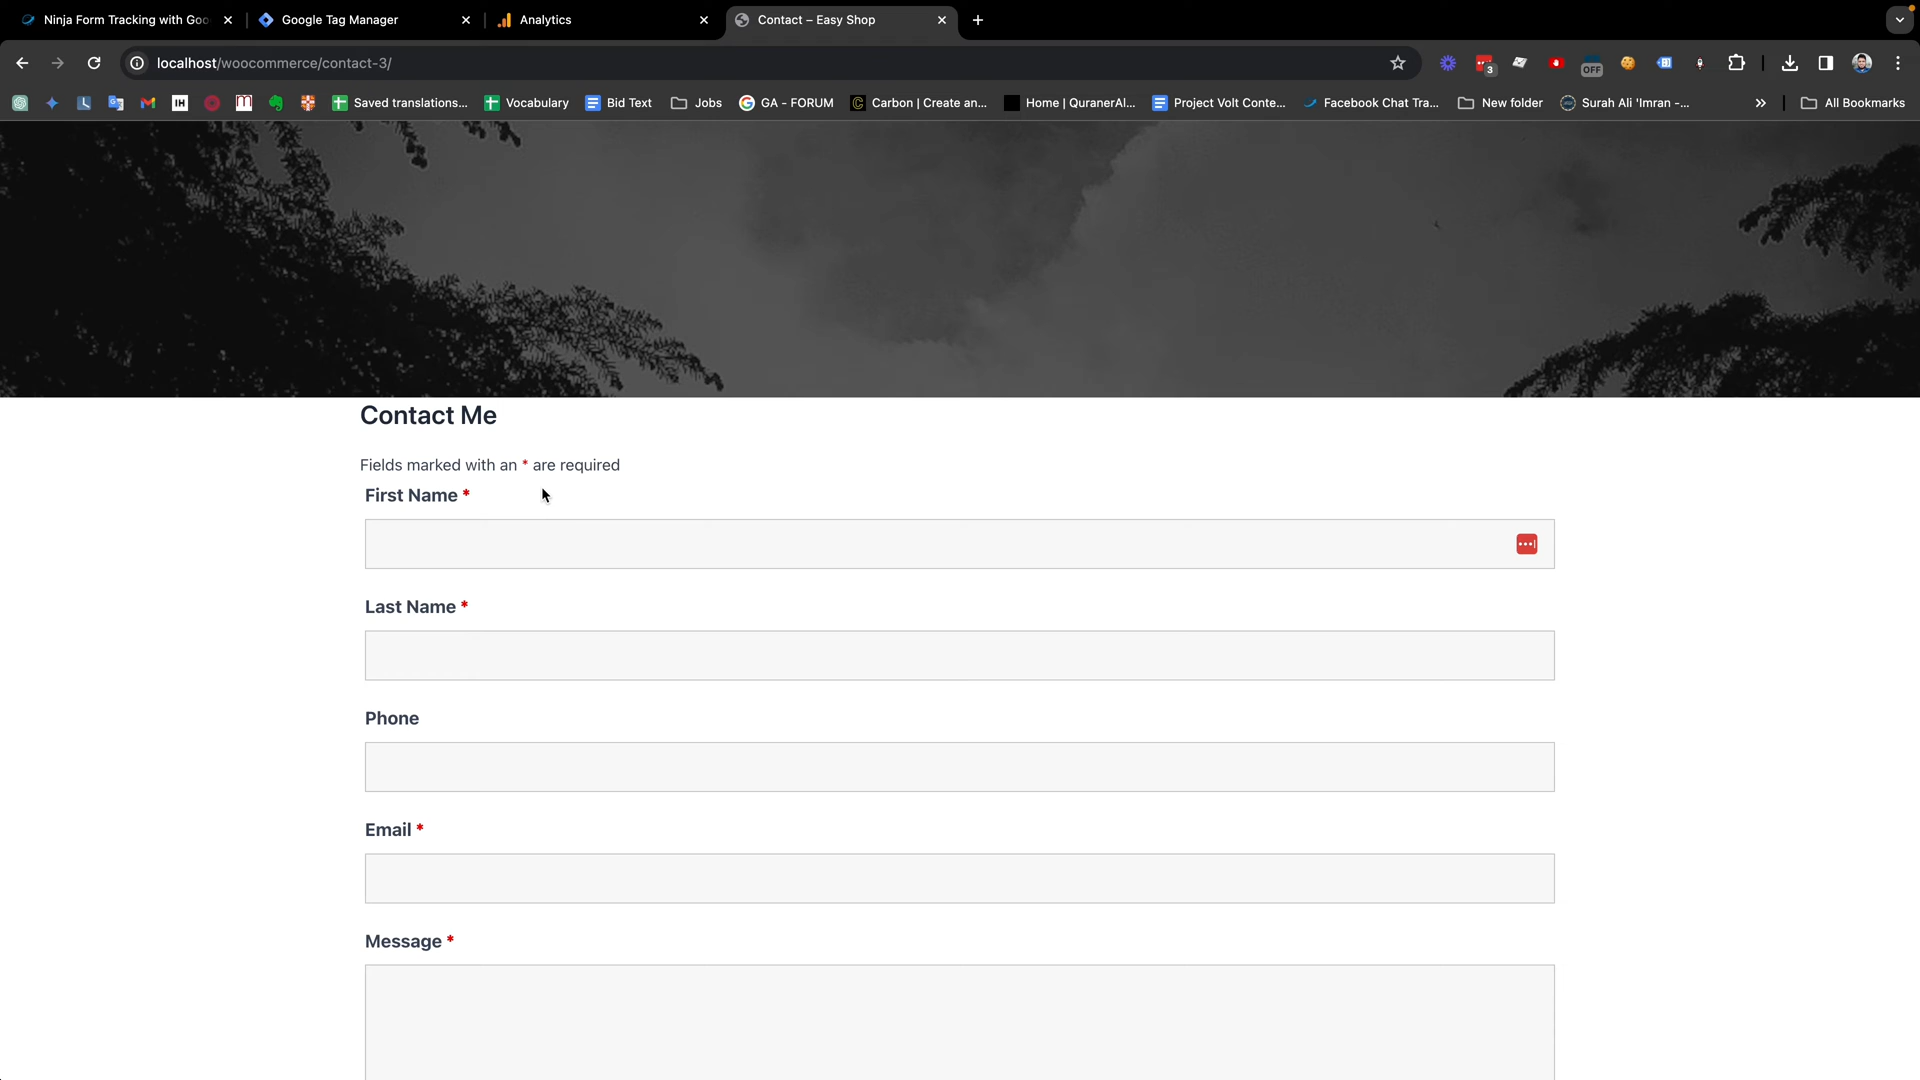 Ninja Form Tracking with Goo
Google Tag Manager
Analytics
Contact – Easy Shop
localhost/woocommerce/contact-3/
3
OFF
IH
Saved translations...
Vocabulary
Bid Text
Jobs
GA - FORUM
Carbon | Create an...
Home | QuranerAl...
Project Volt Conte...
Facebook Chat Tra...
New folder
Surah Ali 'Imran -...
All Bookmarks
Contact Me
Fields marked with an * are required
First Name *
Last Name *
Phone
Email *
Message *